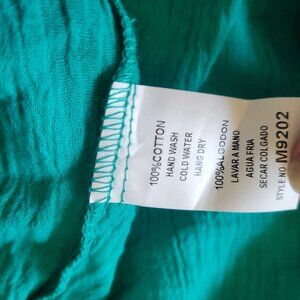 100%COTTON
HAND WASH
COLD WATER
HANG DRY
100%ALGODON
LAVAR A MANO
AGUA FRIA
SECAR COLGADO
STYLE NO M9202